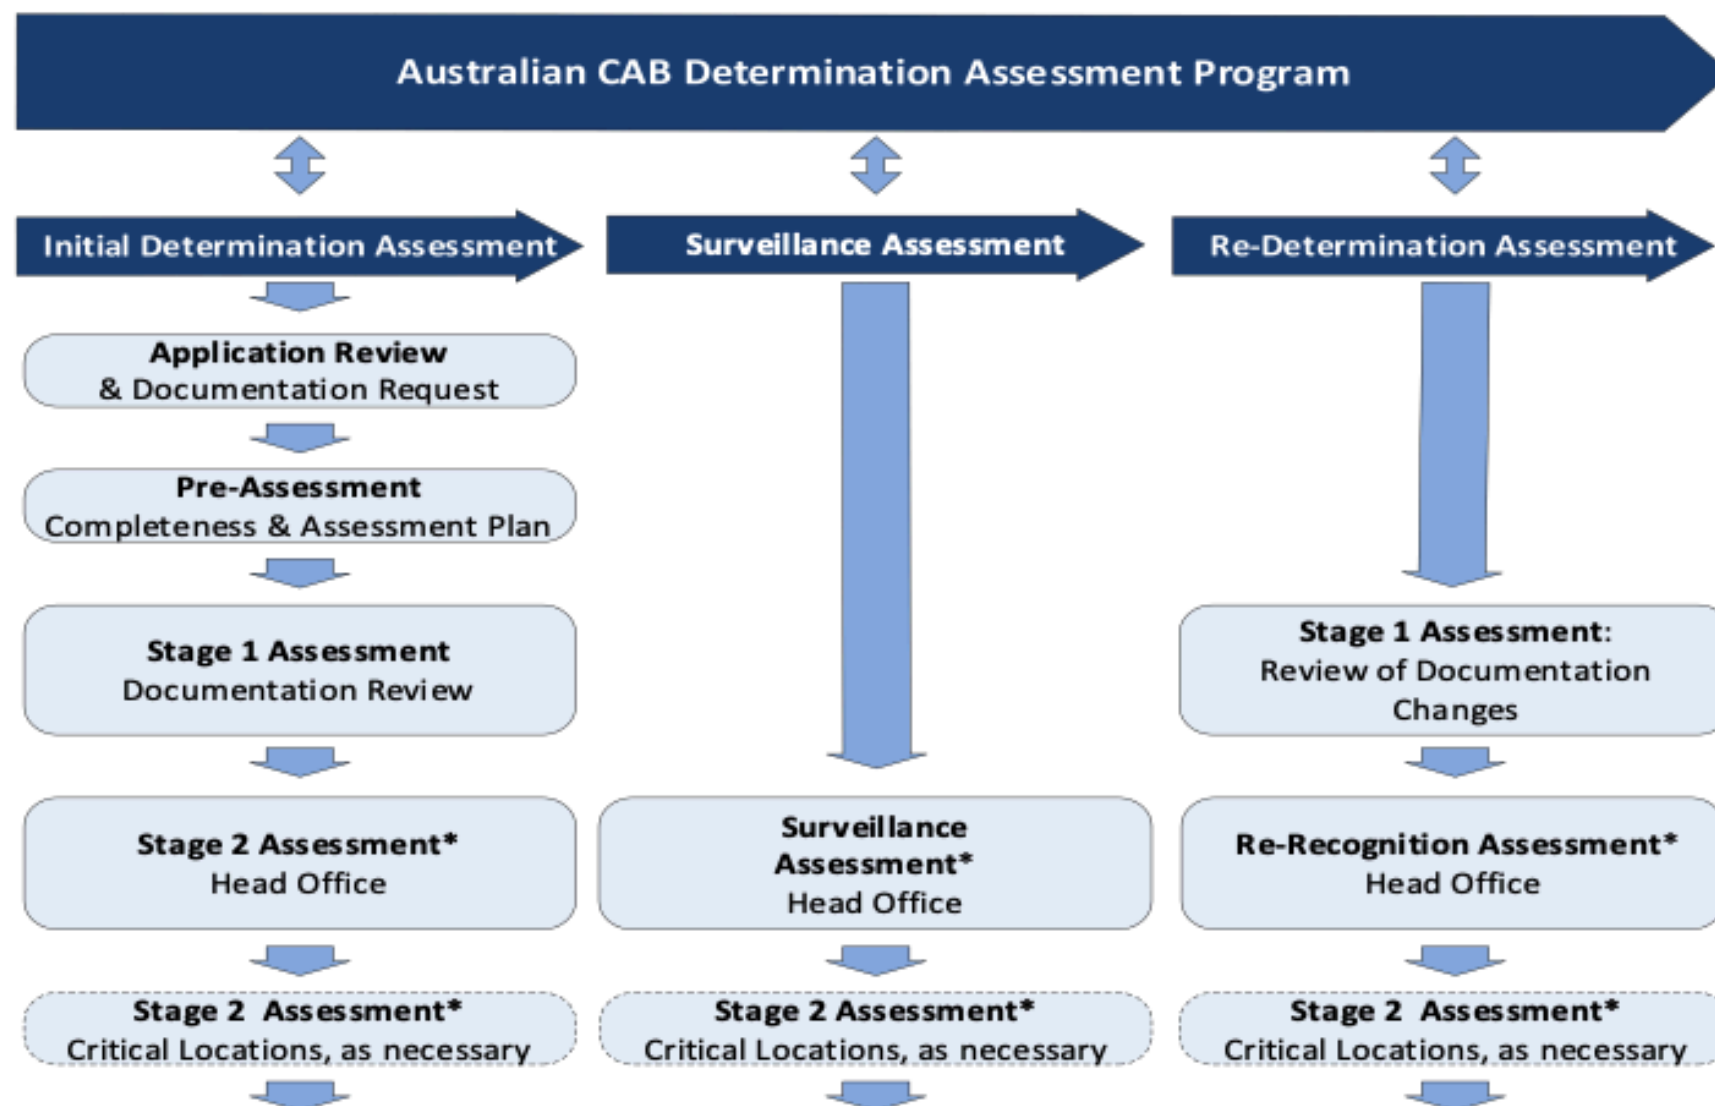 Australian CAB Determination Assessment Program
Initial Determination Assessment
Surveillance Assessment
Re-Determination Assessment
Application Review
& Documentation Request
Pre-Assessment
Completeness & Assessment Plan
Stage 1 Assessment
Documentation Review
Stage 1 Assessment:
Review of Documentation
Changes
Stage 2 Assessment*
Head Office
Surveillance
Assessment*
Head Office
Re-Recognition Assessment*
Head Office
Stage 2 Assessment*
Critical Locations, as necessary
Stage 2 Assessment*
Critical Locations, as necessary
Stage 2 Assessment*
Critical Locations, as necessary